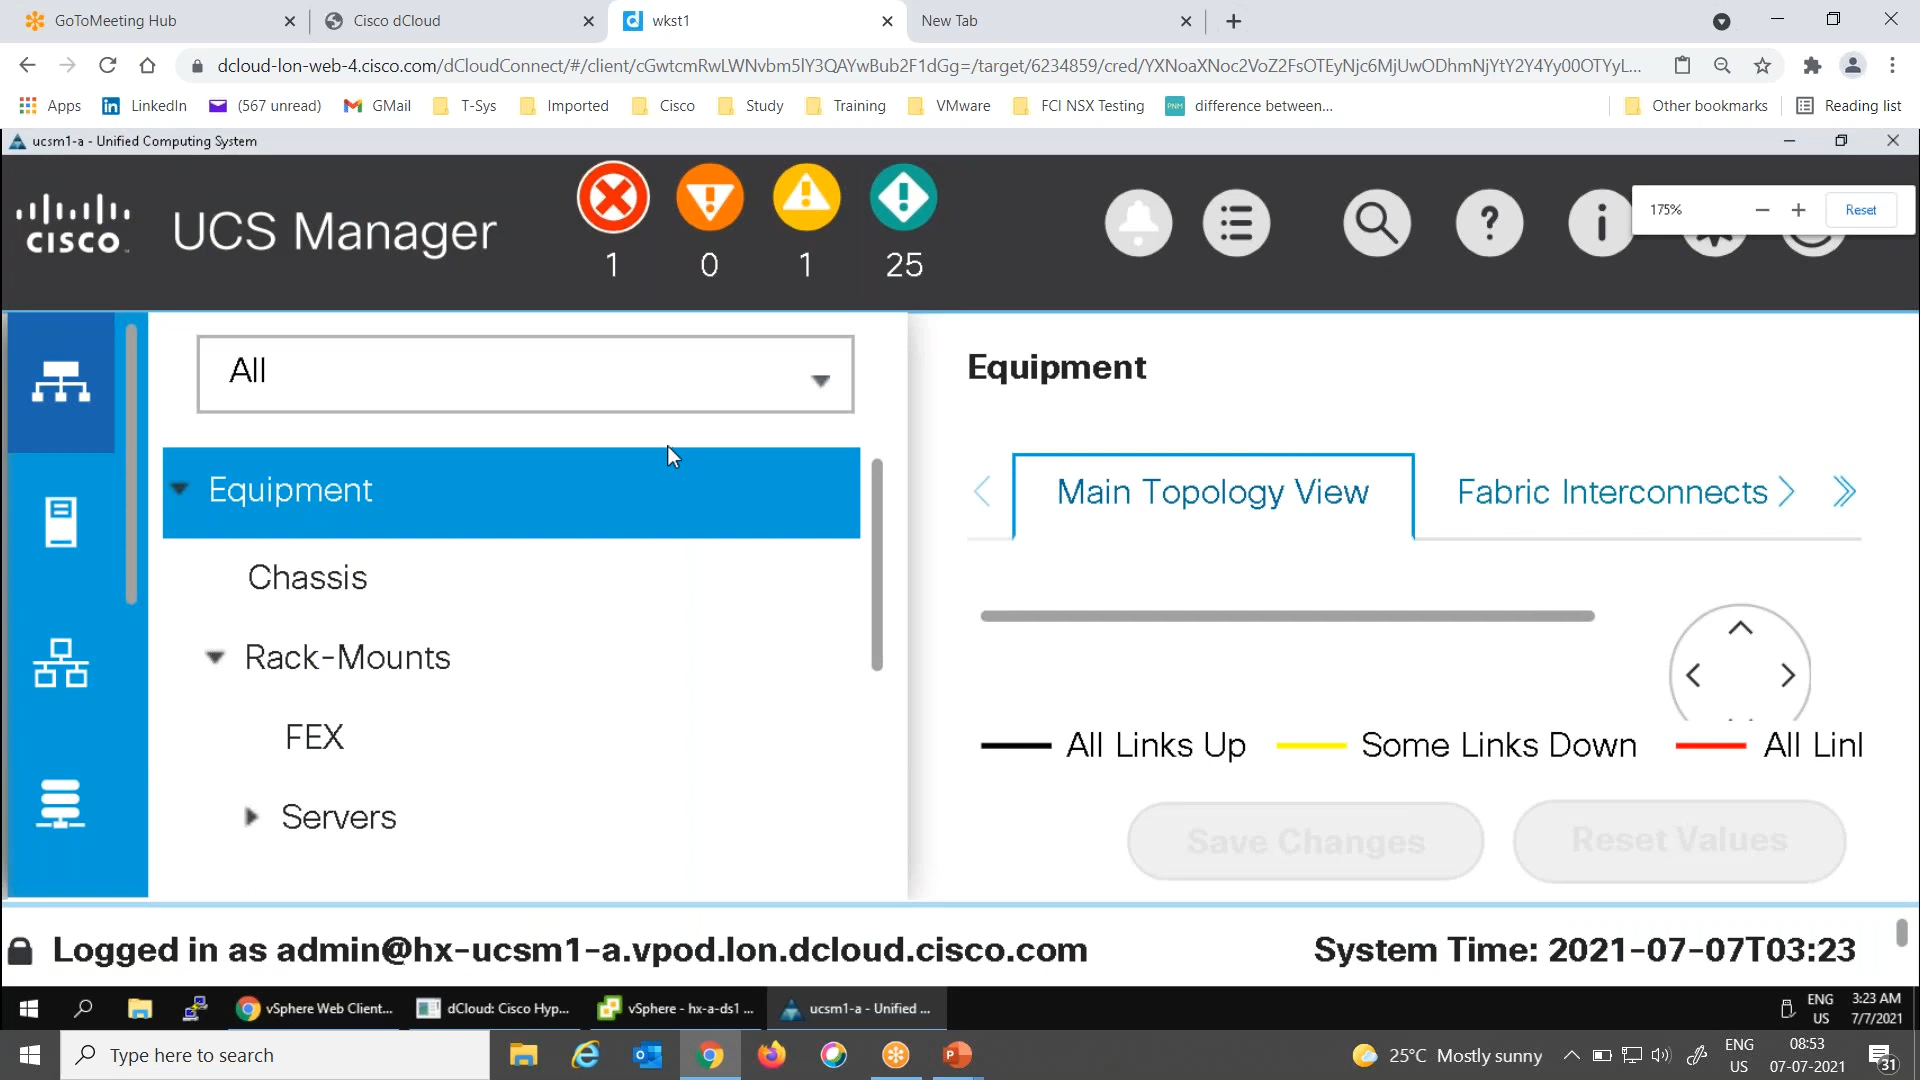 GoToMeeting Hub
Cisco dCloud
wkst1
New Tab
dcloud-lon-web-4.cisco.com/dCloudConnect/#/client/cGwtcmRwLWNvbm5lY3QAYwBub2F1dGg=/target/6234859/cred/YXNoaXNoc2VoZ2FsOTEyNjc6MjUwODhmNjYtY2Y4Yy00OTYyL...
Apps
LinkedIn
(567 unread)
GMail
T-Sys
Imported
Cisco
Study
Training
VMware
FCI NSX Testing
PNM
difference between...
Other bookmarks
Reading list
ucsm1-a - Unified Computing System
CISCO
UCS Manager
1
0
1
25
175%
Reset
All
Equipment
Chassis
Rack-Mounts
FEX
Servers
Equipment
Main Topology View
Fabric Interconnects
All Links Up
Some Links Down
All Linl
Save Changes
Reset Values
Logged in as admin@hx-ucsm1-a.vpod.lon.dcloud.cisco.com
System Time: 2021-07-07T03:23
vSphere Web Client...
dCloud: Cisco Hyp...
vSphere - hx-a-ds1 ...
ucsm1-a - Unified ...
ENG
US
3:23 AM
7/7/2021
Type here to search
25°C Mostly sunny
ENG
US
08:53
07-07-2021
31